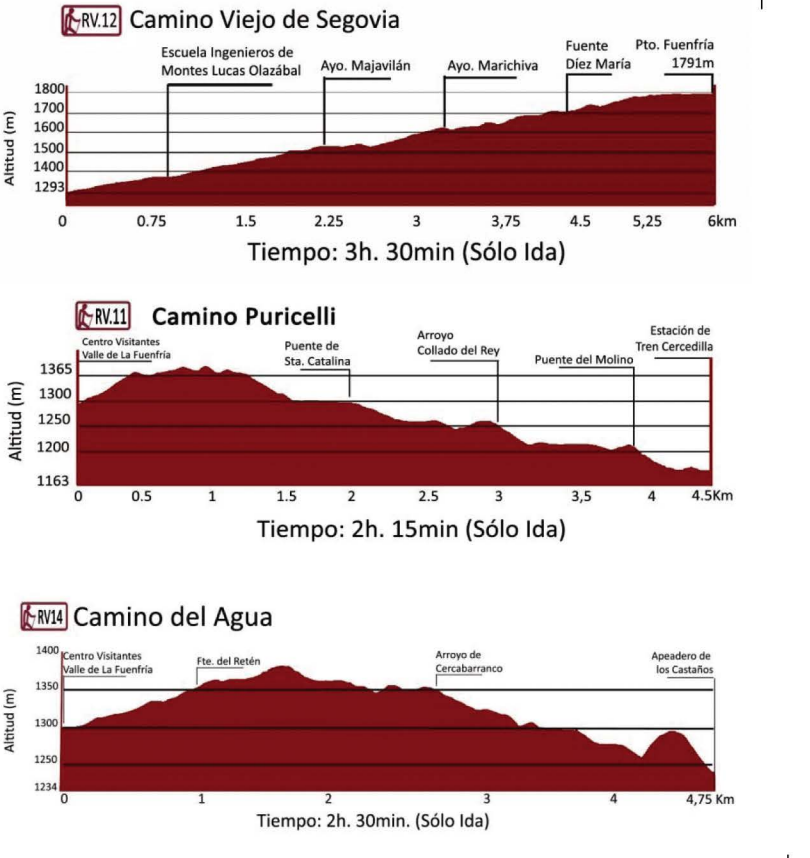 RV.12 Camino Viejo de Segovia
Escuela Ingenieros de
Montes Lucas Olazábal
Ayo. Majavilán
Ayo. Marichiva
Fuente
Díez María
Pto. Fuenfría
1791m
Altitud (m)
1800
1700
1600
1500
1400
1293
0 0.75 1.5 2.25 3 3,75 4.5 5,25 6km
Tiempo: 3h. 30min (Sólo Ida)
RV.11 Camino Puricelli
Centro Visitantes
Valle de La Fuenfría
Puente de
Sta. Catalina
Arroyo
Collado del Rey
Puente del Molino
Estación de
Tren Cercedilla
Altitud (m)
1365
1300
1250
1200
1163
0 0.5 1 1.5 2 2.5 3 3,5 4 4.5Km
Tiempo: 2h. 15min (Sólo Ida)
RV14 Camino del Agua
Centro Visitantes
Valle de La Fuenfría
Fte. del Retén
Arroyo de
Cercabarranco
Apeadero de
los Castaños
Altitud (m)
1400
1350
1300
1250
1234
0 1 2 3 4 4,75 Km
Tiempo: 2h. 30min. (Sólo Ida)